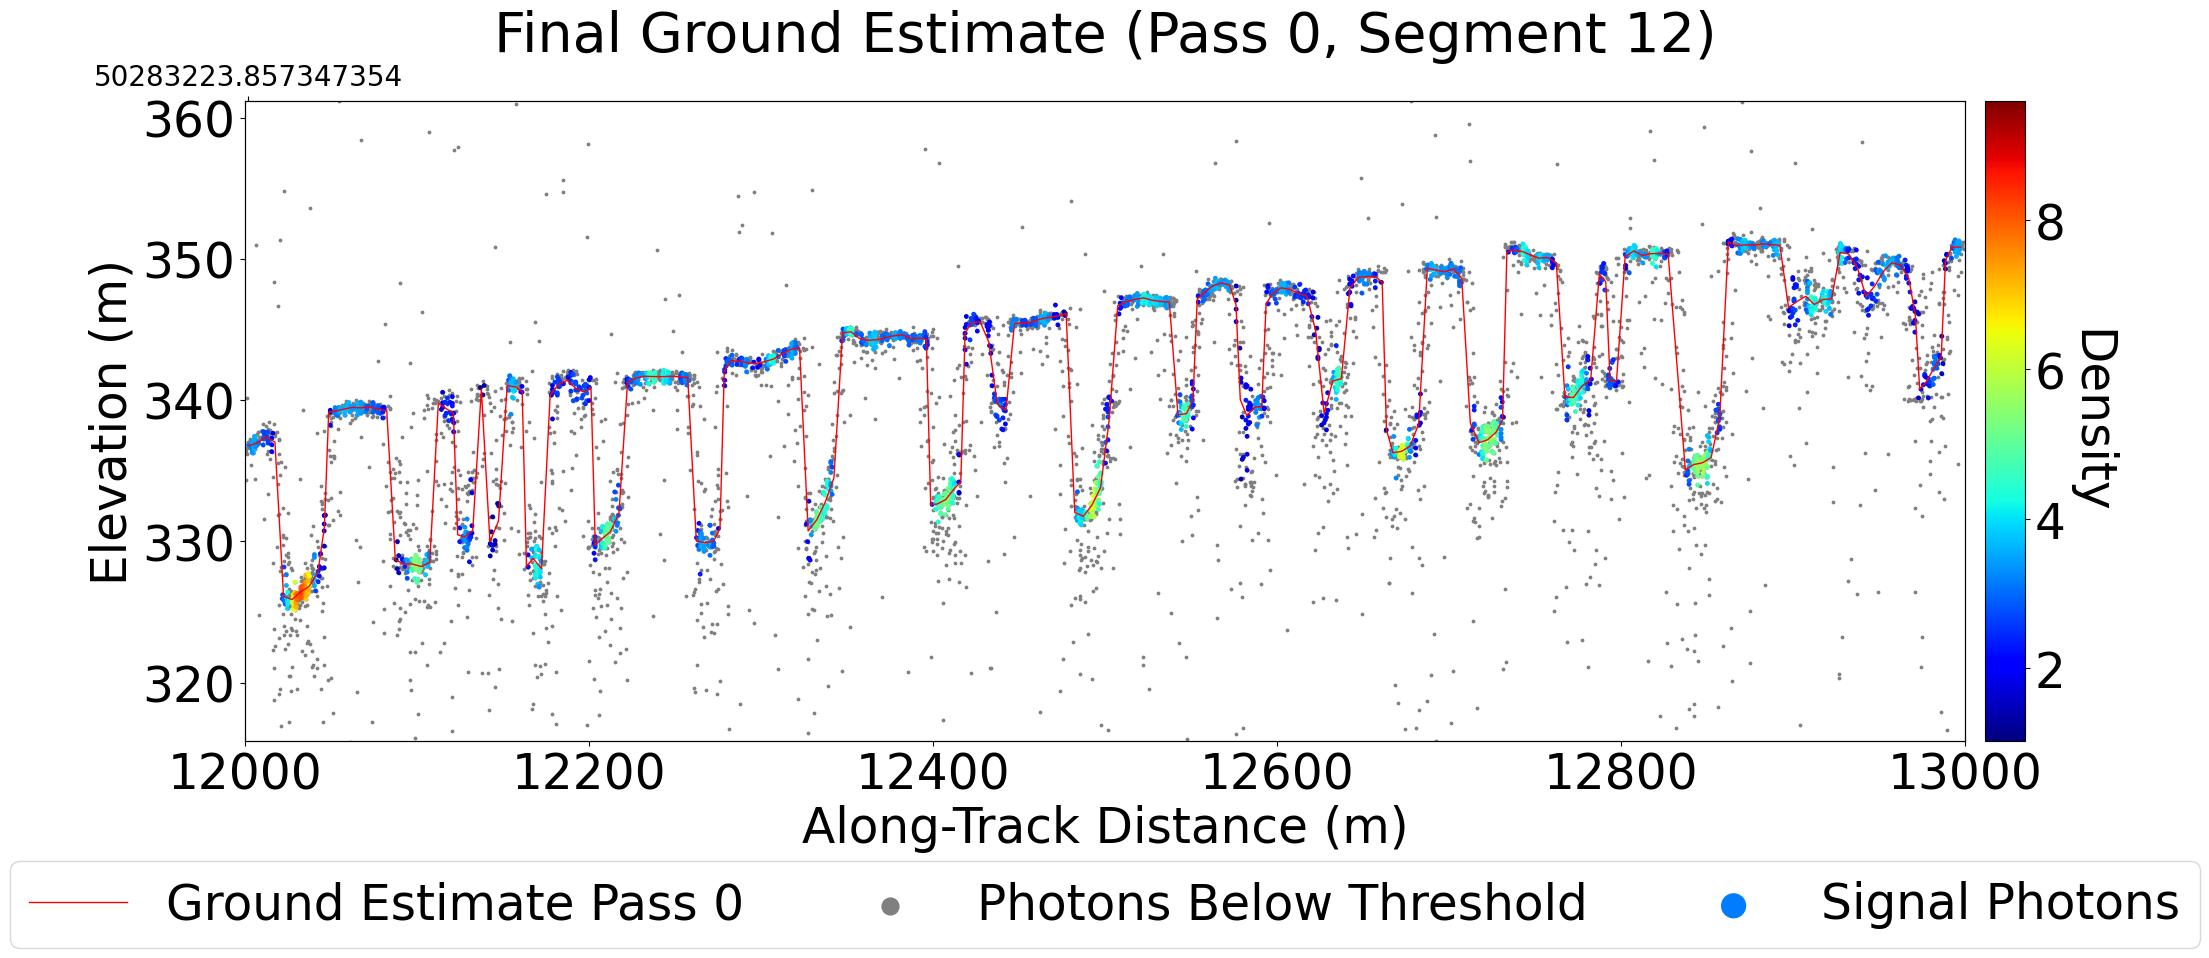 Final Ground Estimate (Pass 0, Segment 12)
50283223.857347354
360
350
340
330
320
Elevation (m)
12000 12200 12400 12600 12800 13000
Along-Track Distance (m)
8
6
4
2
Density
Ground Estimate Pass 0 Photons Below Threshold Signal Photons